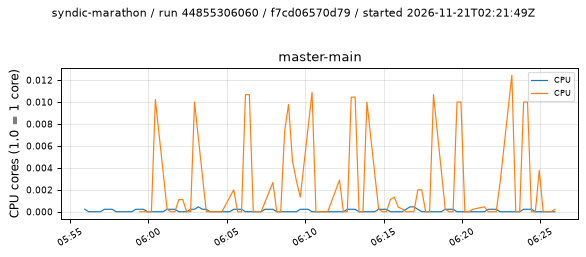 syndic-marathon / run 44855306060 / f7cd06570d79 / started 2026-11-21T02:21:49Z
master-main
CPU cores (1.0 = 1 core)
0.012
0.010
0.008
0.006
0.004
0.002
0.000
CPU
CPU
05:55
06:00
06:05
06:10
06:15
06:20
06:25